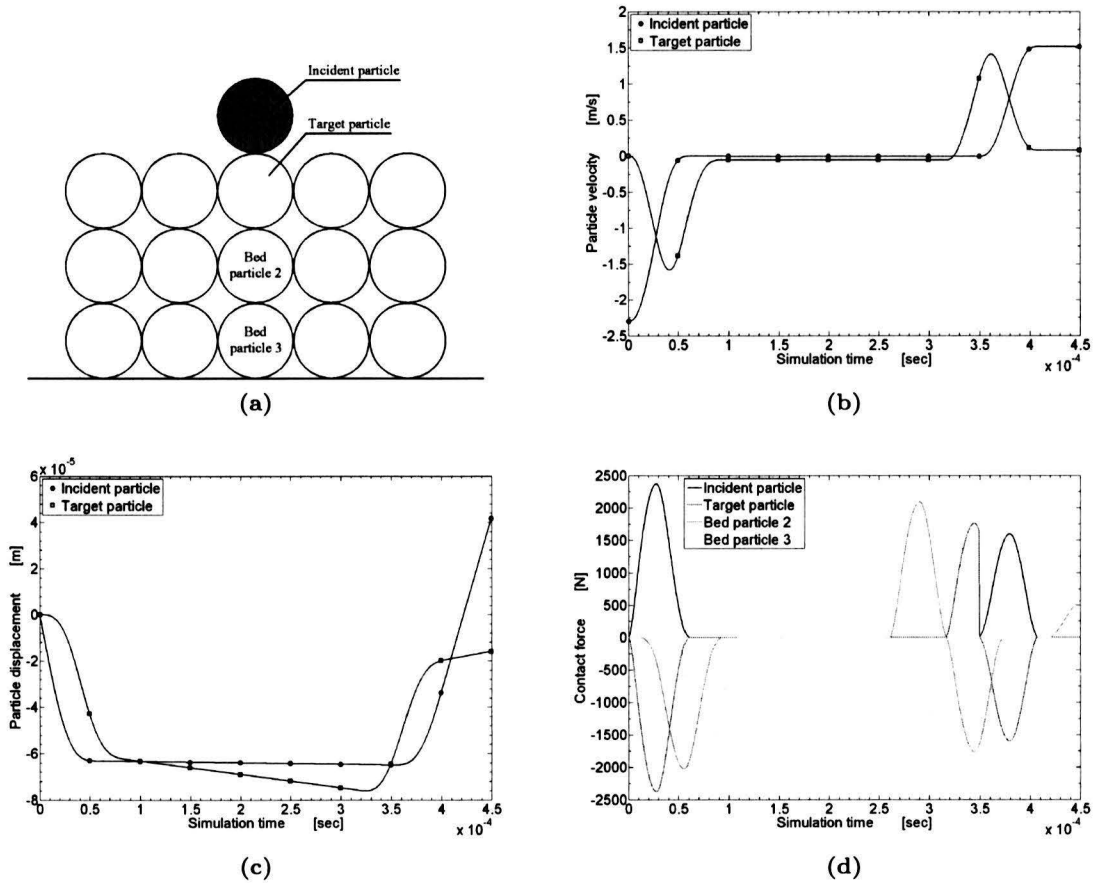 Incident particle
Target particle
Bed
particle 2
Bed
particle 3
(a)
Incident particle
Target particle
2
1.5
1
0.5
0
-0.5
-1
-1.5
-2
-2.5
Particle velocity [m/s]
0 0.5 1 1.5 2 2.5 3 3.5 4 4.5
Simulation time [sec]
x 10⁻⁴
(b)
x 10⁻⁵
Incident particle
Target particle
6
4
2
0
-2
-4
-6
-8
Particle displacement [m]
0 0.5 1 1.5 2 2.5 3 3.5 4 4.5
Simulation time [sec]
x 10⁻⁴
(c)
Incident particle
Target particle
Bed particle 2
Bed particle 3
2500
2000
1500
1000
500
0
-500
-1000
-1500
-2000
-2500
Contact force [N]
0 0.5 1 1.5 2 2.5 3 3.5 4 4.5
Simulation time [sec]
x 10⁻⁴
(d)